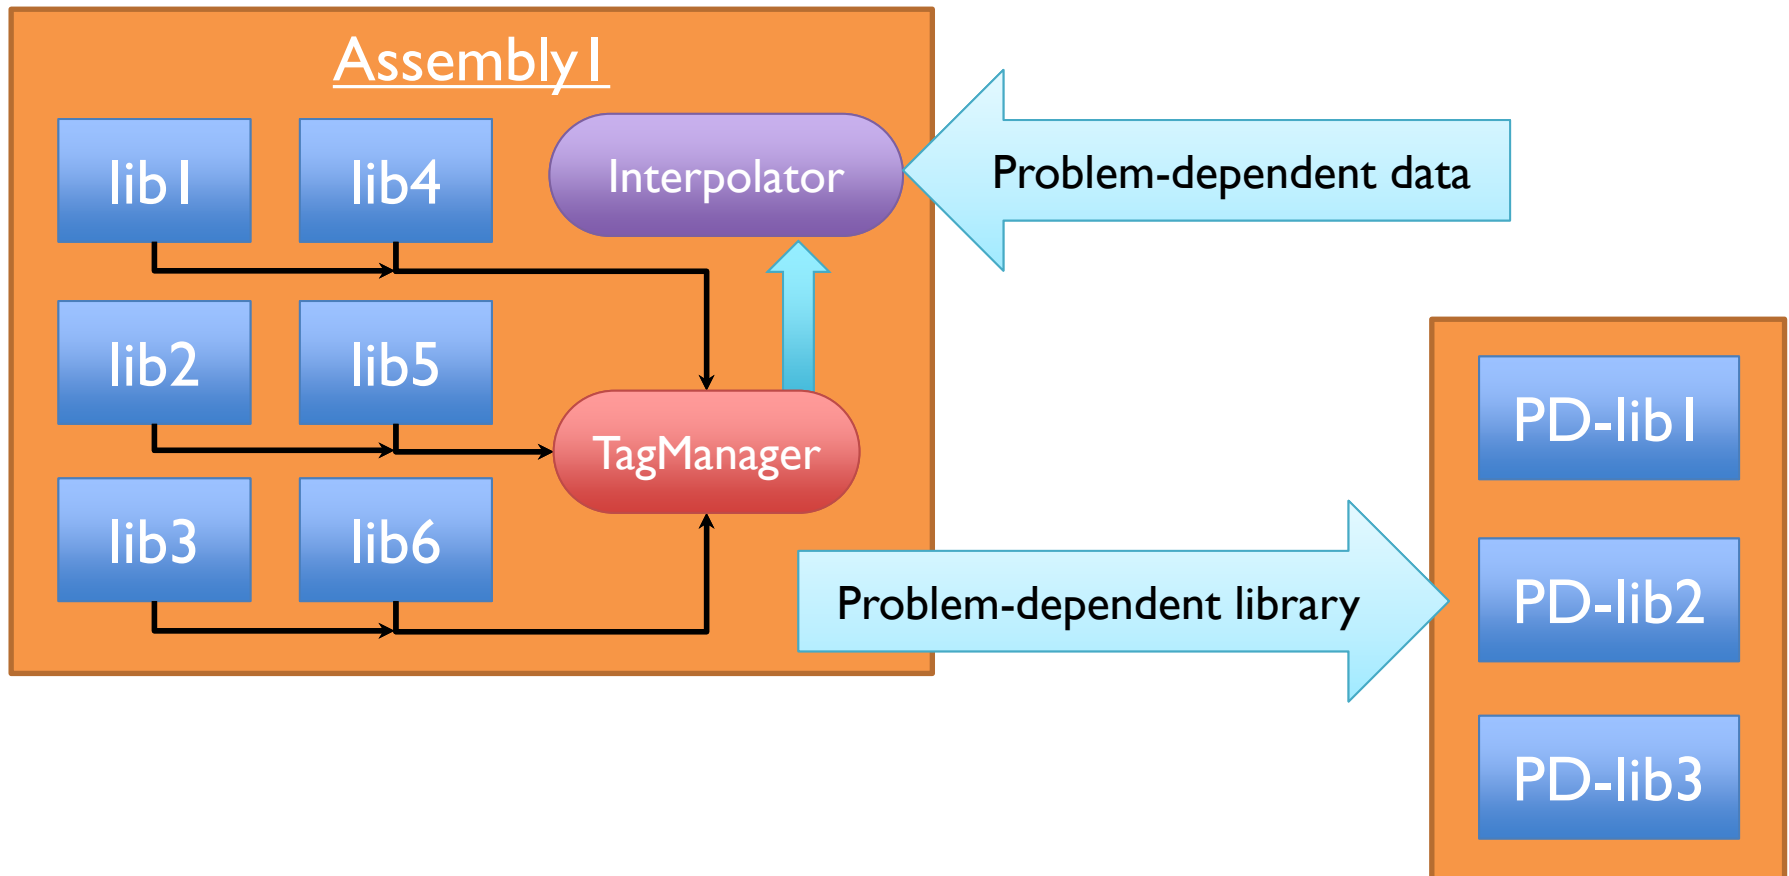 Assembly1
lib1
lib4
Interpolator
Problem-dependent data
lib2
lib5
TagManager
lib3
lib6
Problem-dependent library
PD-lib1
PD-lib2
PD-lib3